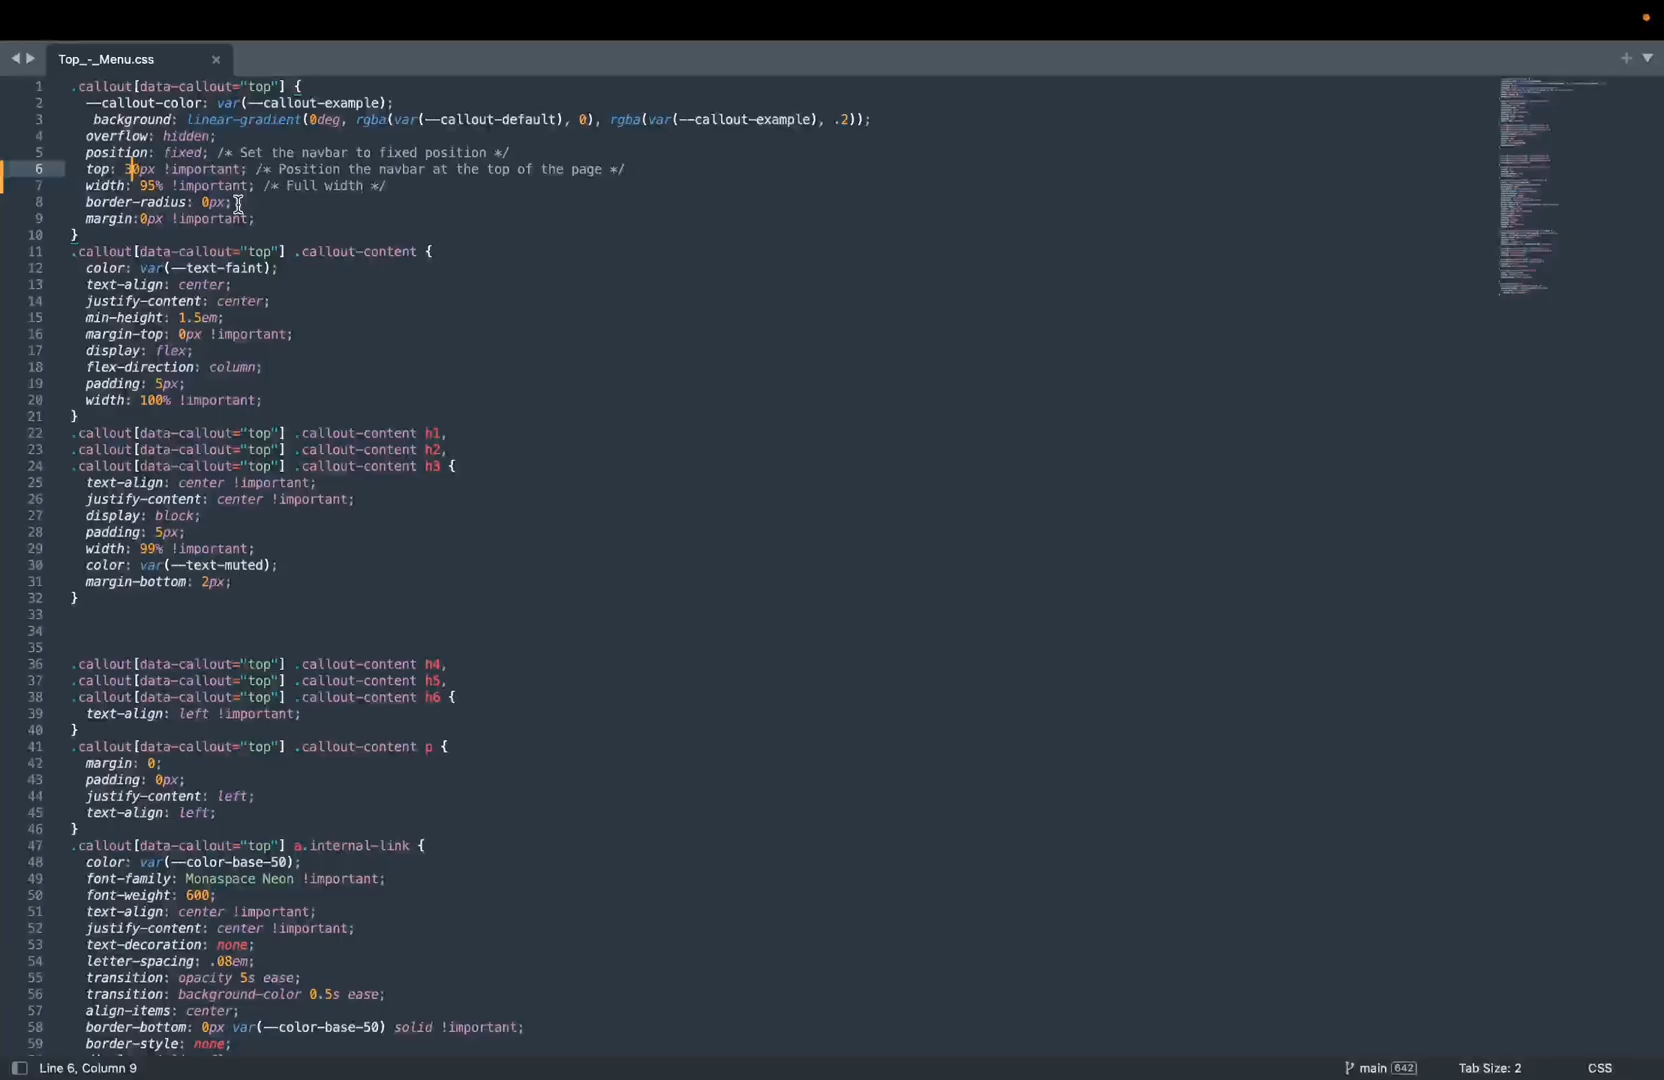 Top_-_Menu.css
1 .callout[data-callout="top"] {
2 --callout-color: var(--callout-example);
3 background: linear-gradient(0deg, rgba(var(--callout-default), 0), rgba(var(--callout-example), .2));
4 overflow: hidden;
5 position: fixed; /* Set the navbar to fixed position */
6 top: 30px !important; /* Position the navbar at the top of the page */
7 width: 95% !important; /* Full width */
8 border-radius: 0px;
9 margin:0px !important;
10 }
11 .callout[data-callout="top"] .callout-content {
12 color: var(--text-faint);
13 text-align: center;
14 justify-content: center;
15 min-height: 1.5em;
16 margin-top: 0px !important;
17 display: flex;
18 flex-direction: column;
19 padding: 5px;
20 width: 100% !important;
21 }
22 .callout[data-callout="top"] .callout-content h1,
23 .callout[data-callout="top"] .callout-content h2,
24 .callout[data-callout="top"] .callout-content h3 {
25 text-align: center !important;
26 justify-content: center !important;
27 display: block;
28 padding: 5px;
29 width: 99% !important;
30 color: var(--text-muted);
31 margin-bottom: 2px;
32 }
33
34
35
36 .callout[data-callout="top"] .callout-content h4,
37 .callout[data-callout="top"] .callout-content h5,
38 .callout[data-callout="top"] .callout-content h6 {
39 text-align: left !important;
40 }
41 .callout[data-callout="top"] .callout-content p {
42 margin: 0;
43 padding: 0px;
44 justify-content: left;
45 text-align: left;
46 }
47 .callout[data-callout="top"] a.internal-link {
48 color: var(--color-base-50);
49 font-family: Monaspace Neon !important;
50 font-weight: 600;
51 text-align: center !important;
52 justify-content: center !important;
53 text-decoration: none;
54 letter-spacing: .08em;
55 transition: opacity 5s ease;
56 transition: background-color 0.5s ease;
57 align-items: center;
58 border-bottom: 0px var(--color-base-50) solid !important;
59 border-style: none;
Line 6, Column 9 main 642 Tab Size: 2 CSS